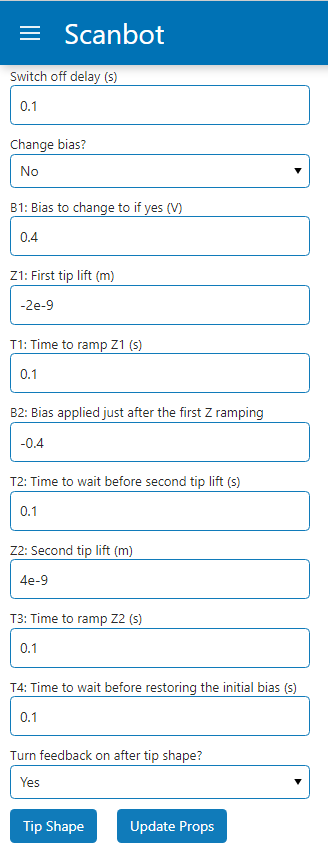 Scanbot
Switch off delay (s)
0.1
Change bias?
No
B1: Bias to change to if yes (V)
0.4
Z1: First tip lift (m)
-2e-9
T1: Time to ramp Z1 (s)
0.1
B2: Bias applied just after the first Z ramping
-0.4
T2: Time to wait before second tip lift (s)
0.1
Z2: Second tip lift (m)
4e-9
T3: Time to ramp Z2 (s)
0.1
T4: Time to wait before restoring the initial bias (s)
0.1
Turn feedback on after tip shape?
Yes
Tip Shape Update Props